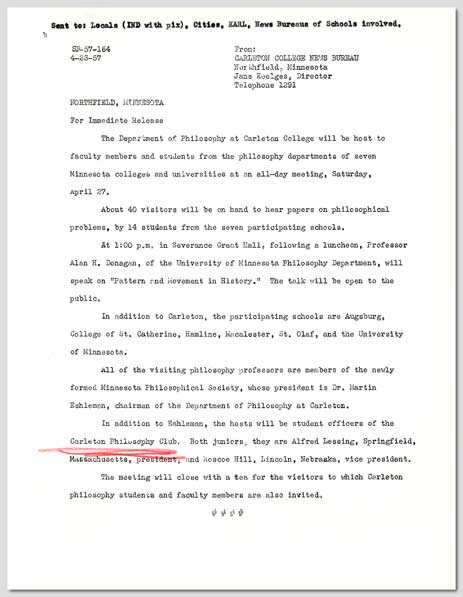 Sent to: Locals (IND with pix), Cities, EARL, News Bureaus of Schools involved.
SP-57-164
4-23-57
From:
CARLETON COLLEGE NEWS BUREAU
Northfield, Minnesota
Jane Koelges, Director
Telephone 1291
NORTHFIELD, MINNESOTA
For Immediate Release
The Department of Philosophy at Carleton College will be host to
faculty members and students from the philosophy departments of seven
Minnesota colleges and universities at an all-day meeting, Saturday,
April 27.
About 40 visitors will be on hand to hear papers on philosophical
problems, by 14 students from the seven participating schools.
At 1:00 p.m. in Severance Great Hall, following a luncheon, Professor
Alan H. Donagan, of the University of Minnesota Philosophy Department, will
speak on "Pattern and Movement in History." The talk will be open to the
public.
In addition to Carleton, the participating schools are Augsburg,
College of St. Catherine, Hamline, Macalester, St. Olaf, and the University
of Minnesota.
All of the visiting philosophy professors are members of the newly
formed Minnesota Philosophical Society, whose president is Dr. Martin
Eshleman, chairman of the Department of Philosophy at Carleton.
In addition to Eshleman, the hosts will be student officers of the
Carleton Philosophy Club. Both juniors, they are Alfred Lessing, Springfield,
Massachusetts, president, and Roscoe Hill, Lincoln, Nebraska, vice president.
The meeting will close with a tea for the visitors to which Carleton
philosophy students and faculty members are also invited.